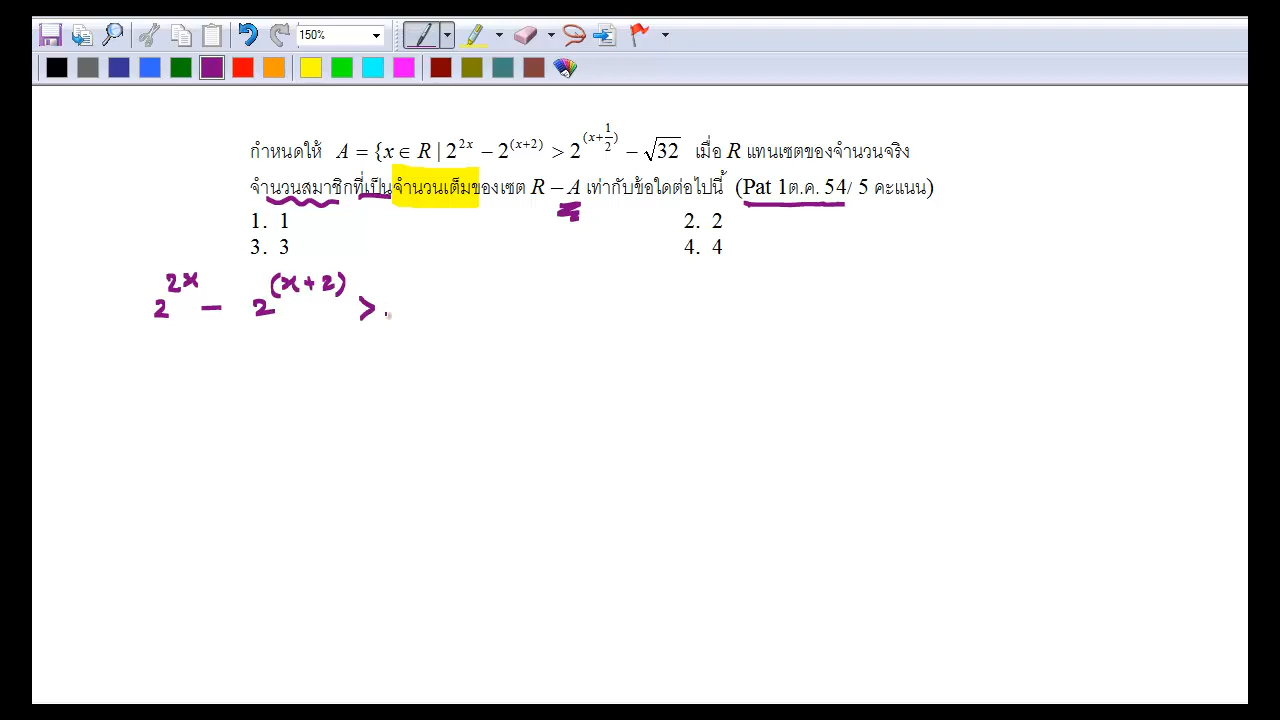 150%
กำหนดให้ A = {x ∈ R | 2^{2x} − 2^{(x+2)} > 2^{(x+\frac{1}{2})} − √32 เมื่อ R แทนเซตของจำนวนจริง
จำนวนสมาชิกที่เป็นจำนวนเต็มของเซต R − A เท่ากับข้อใดต่อไปนี้ (Pat 1ต.ค. 54/ 5 คะแนน)
1. 1 2. 2
3. 3 4. 4
2^{2x} − 2^{(x+2)} >